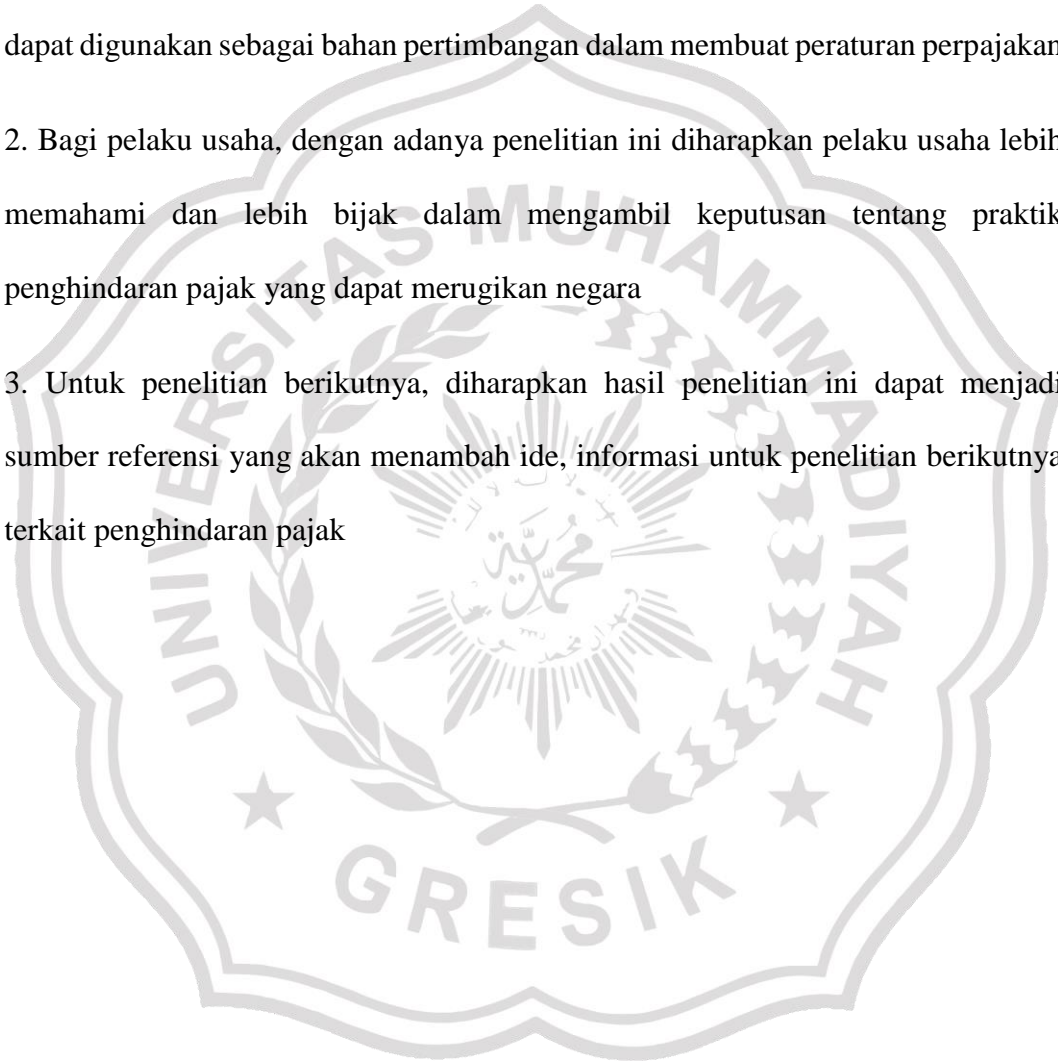 dapat digunakan sebagai bahan pertimbangan dalam membuat peraturan perpajakan
2. Bagi pelaku usaha, dengan adanya penelitian ini diharapkan pelaku usaha lebih
memahami dan lebih bijak dalam mengambil keputusan tentang praktik
penghindaran pajak yang dapat merugikan negara
3. Untuk penelitian berikutnya, diharapkan hasil penelitian ini dapat menjadi
sumber referensi yang akan menambah ide, informasi untuk penelitian berikutnya
terkait penghindaran pajak
UNIVERSITAS MUHAMMADIYAH
GRESIK